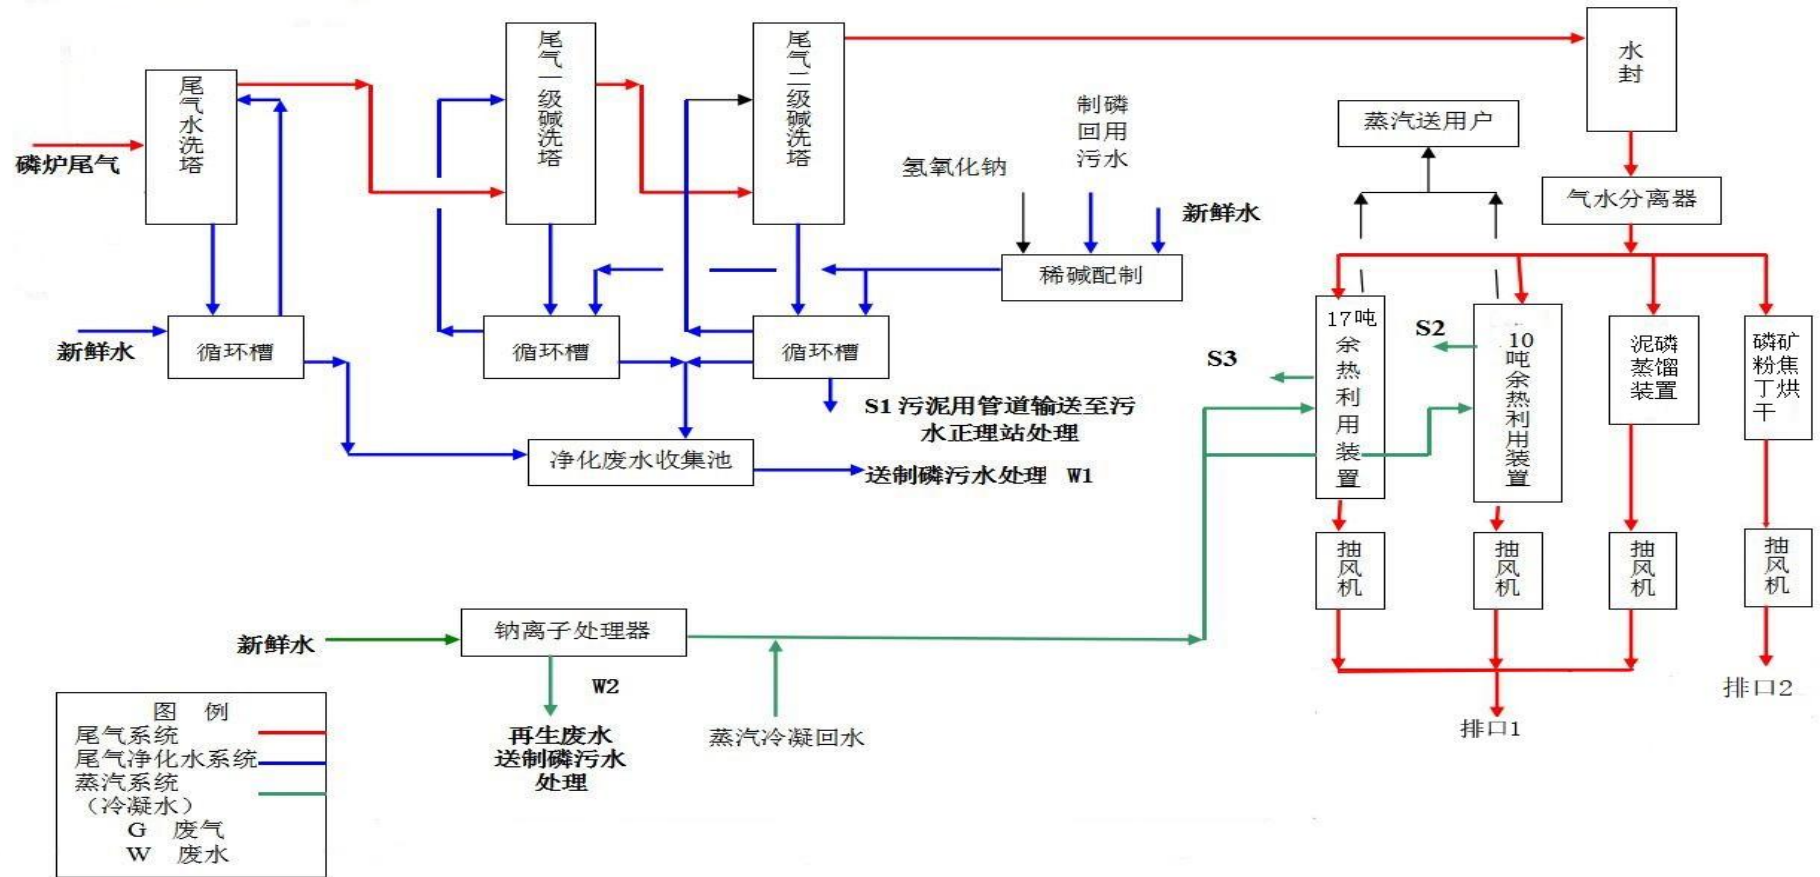 尾气水洗塔
尾气一级碱洗塔
尾气二级碱洗塔
水封
磷炉尾气
制磷
回用
污水
氢氧化钠
新鲜水
蒸汽送用户
气水分离器
稀碱配制
新鲜水
循环槽
循环槽
循环槽
S1 污泥用管道输送至污
水正理站处理
净化废水收集池
送制磷污水处理 W1
S3
S2
17吨
余热利用装置
10
吨余热利用装置
泥磷
蒸馏
装置
磷矿
粉焦
丁烘
干
抽风机
抽风机
抽风机
抽风机
排口1
排口2
新鲜水
钠离子处理器
W2
再生废水
送制磷污水
处理
蒸汽冷凝回水
图 例
尾气系统
尾气净化水系统
蒸汽系统
（冷凝水）
G 废气
W 废水